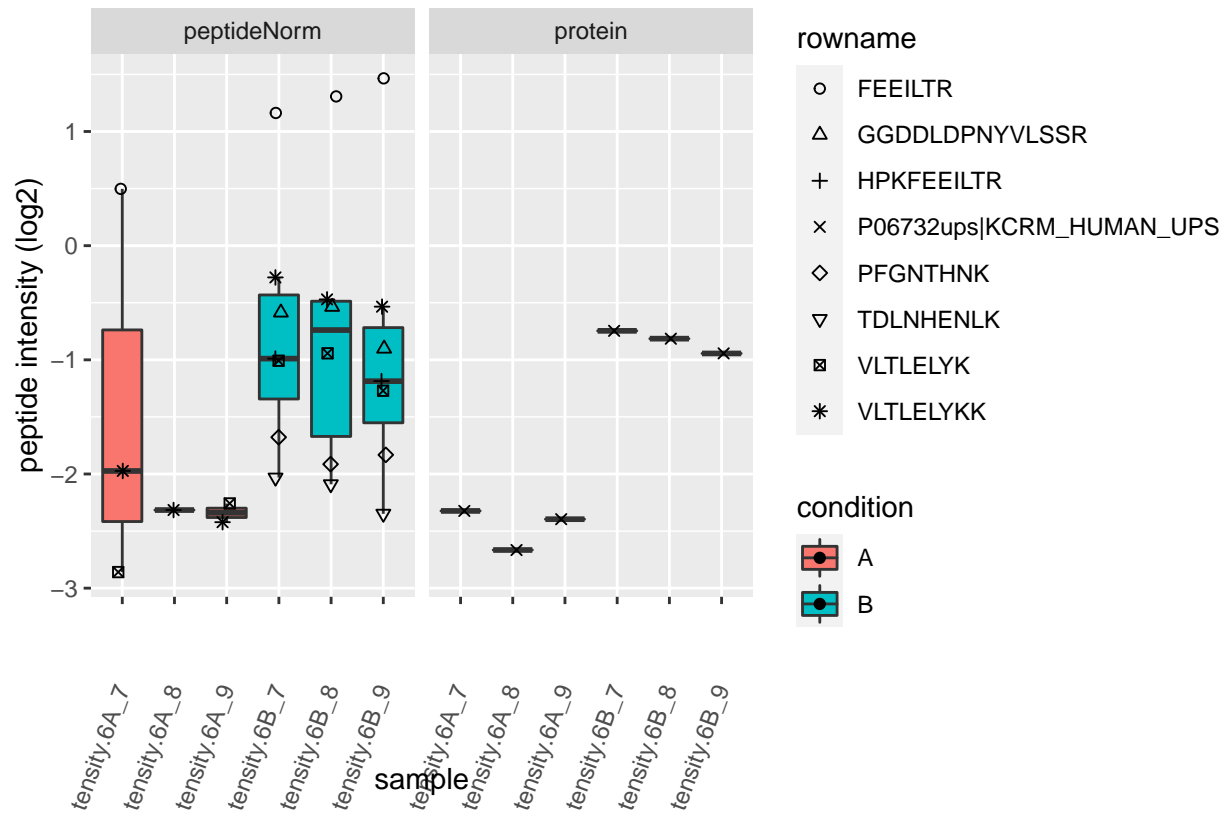 peptideNorm
protein
peptide intensity (log2)
1
0
−1
−2
−3
tensity.6A_7
tensity.6A_8
tensity.6A_9
tensity.6B_7
tensity.6B_8
tensity.6B_9
tensity.6A_7
tensity.6A_8
tensity.6A_9
tensity.6B_7
tensity.6B_8
tensity.6B_9
sample
rowname
FEEILTR
GGDDLDPNYVLSSR
HPKFEEILTR
P06732ups|KCRM_HUMAN_UPS
PFGNTHNK
TDLNHENLK
VLTLELYK
VLTLELYKK
condition
A
B